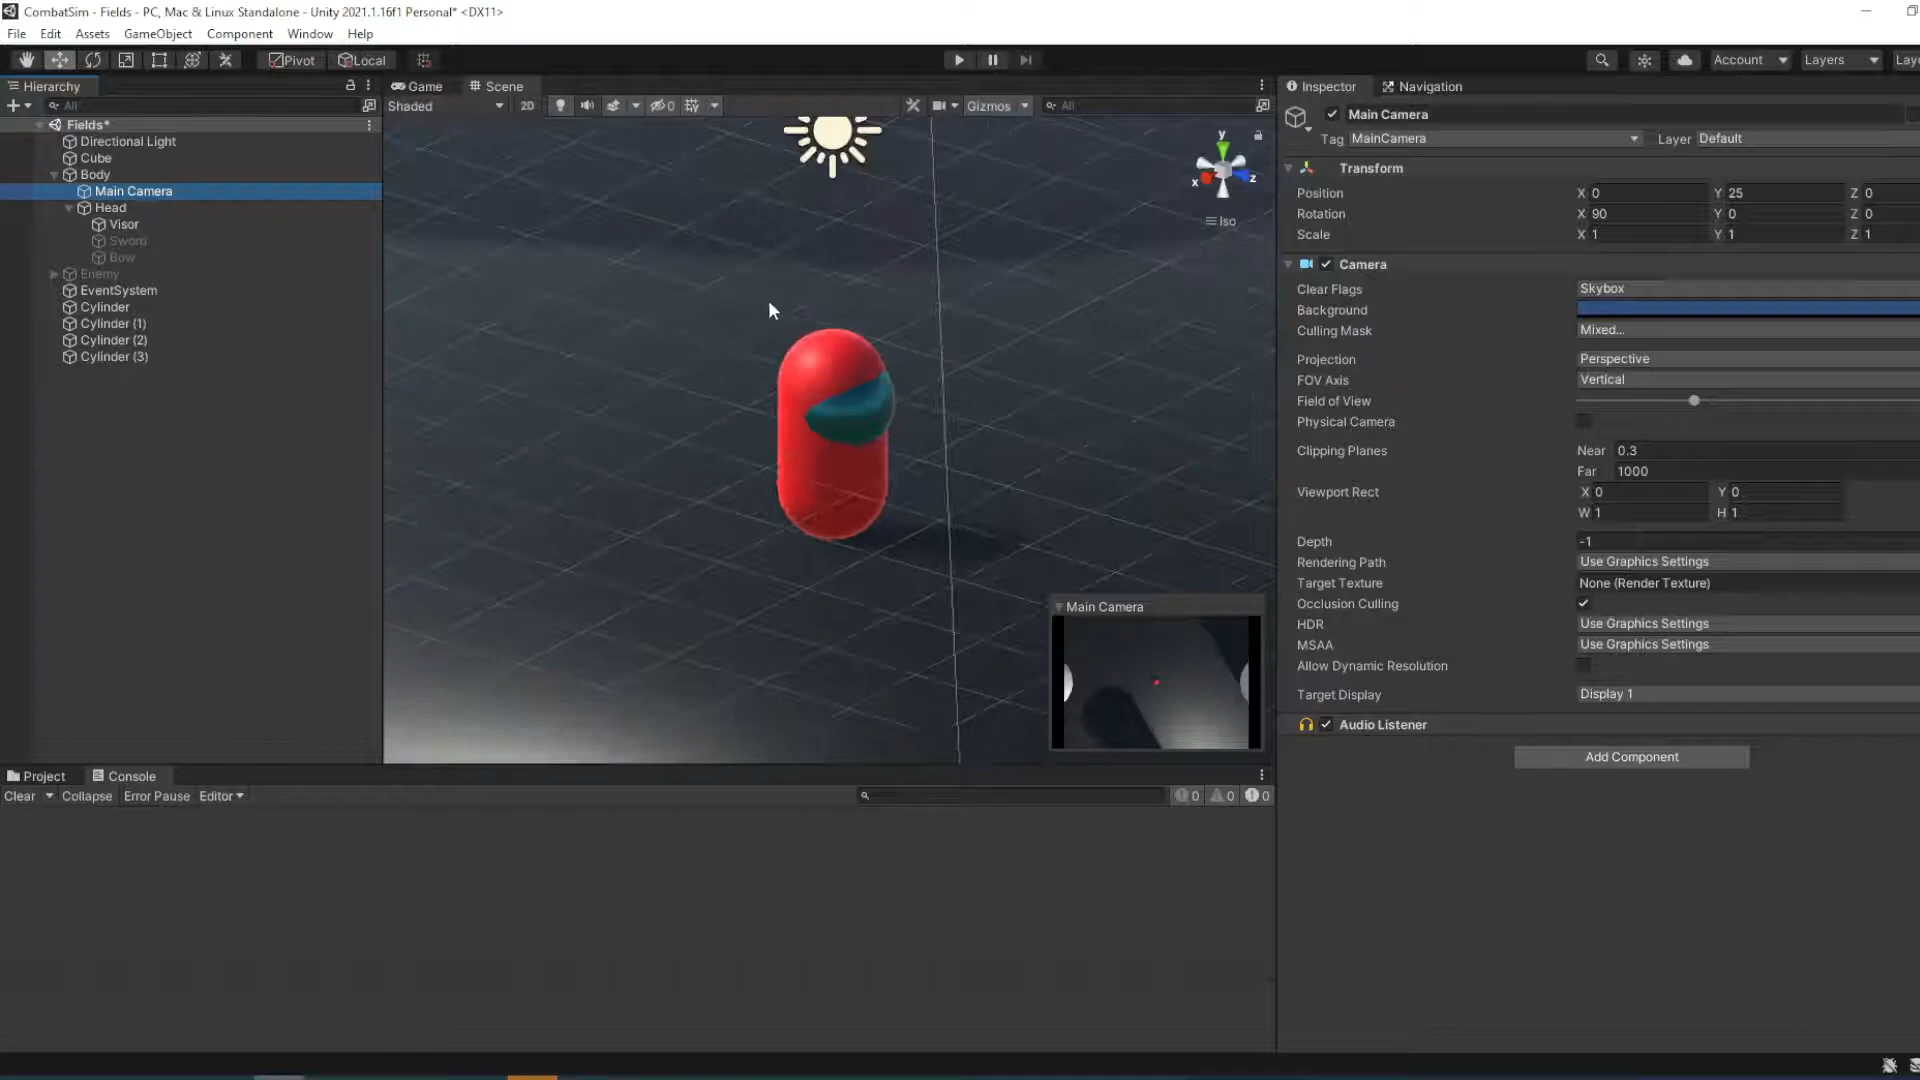 CombatSim - Fields - PC, Mac & Linux Standalone - Unity 2021.1.16f1 Personal* <DX11>
File Edit Assets GameObject Component Window Help
Pivot Local Account Layers
Hierarchy
All
Fields*
Directional Light
Cube
Body
Main Camera
Head
Visor
Sword
Bow
Enemy
EventSystem
Cylinder
Cylinder (1)
Cylinder (2)
Cylinder (3)
Game Scene
Shaded 2D 0 Gizmos All
y
x z
Iso
Main Camera
Inspector Navigation
Main Camera
Tag MainCamera Layer Default
Transform
Position X 0 Y 25 Z 0
Rotation X 90 Y 0 Z 0
Scale X 1 Y 1 Z 1
Camera
Clear Flags Skybox
Background
Culling Mask Mixed...
Projection Perspective
FOV Axis Vertical
Field of View
Physical Camera
Clipping Planes Near 0.3
Far 1000
Viewport Rect X 0 Y 0
W 1 H 1
Depth -1
Rendering Path Use Graphics Settings
Target Texture None (Render Texture)
Occlusion Culling
HDR Use Graphics Settings
MSAA Use Graphics Settings
Allow Dynamic Resolution
Target Display Display 1
Audio Listener
Add Component
Project Console
Clear Collapse Error Pause Editor 0 0 0